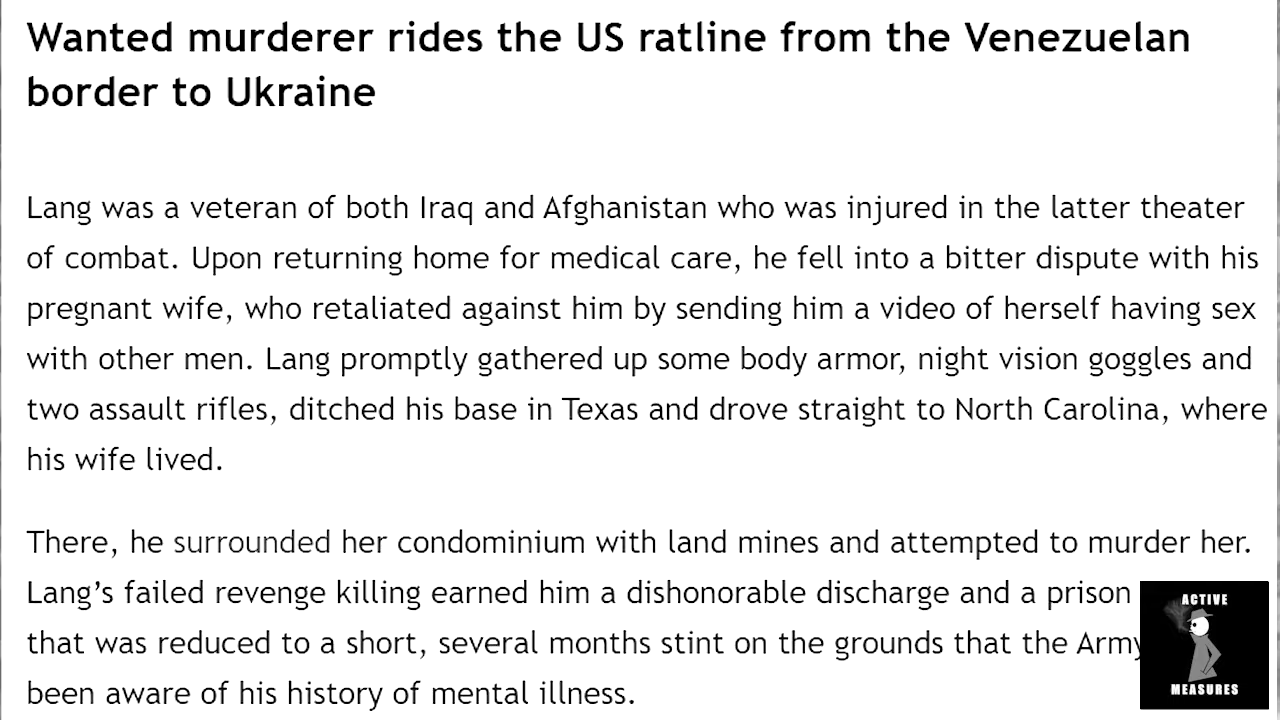 Wanted murderer rides the US ratline from the Venezuelan
border to Ukraine
Lang was a veteran of both Iraq and Afghanistan who was injured in the latter theater
of combat. Upon returning home for medical care, he fell into a bitter dispute with his
pregnant wife, who retaliated against him by sending him a video of herself having sex
with other men. Lang promptly gathered up some body armor, night vision goggles and
two assault rifles, ditched his base in Texas and drove straight to North Carolina, where
his wife lived.
There, he surrounded her condominium with land mines and attempted to murder her.
Lang’s failed revenge killing earned him a dishonorable discharge and a prison
that was reduced to a short, several months stint on the grounds that the Army
been aware of his history of mental illness.
ACTIVE
MEASURES